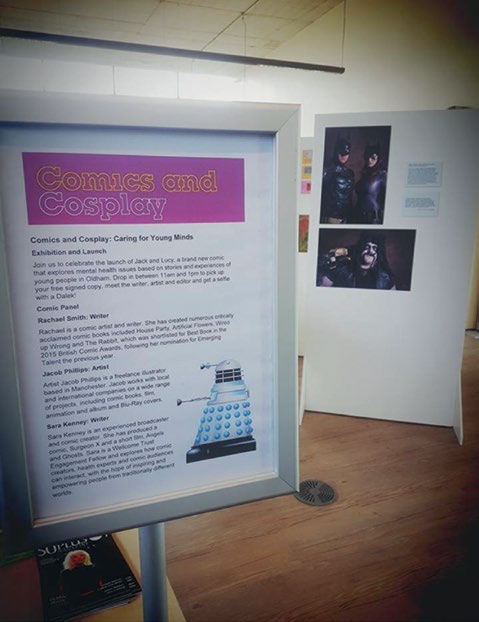 Comics and
Cosplay
Comics and Cosplay: Caring for Young Minds
Exhibition and Launch
Join us to celebrate the launch of Jack and Lucy, a brand new comic
that explores mental health issues based on stories and experiences of
young people in Oldham. Drop in between 11am and 1pm to pick up
your free signed copy, meet the writer, artist and editor and get a selfie
with a Dalek!
Comic Panel
Rachael Smith: Writer
Rachael is a comic artist and writer. She has created numerous critically
acclaimed comic books included House Party, Artificial Flowers, Wired
up Wrong and The Rabbit, which was shortlisted for Best Book in the
2015 British Comic Awards, following her nomination for Emerging
Talent the previous year.
Jacob Phillips: Artist
Artist Jacob Phillips is a freelance illustrator
based in Manchester. Jacob works with local
and international companies on a wide range
of projects, including comic books, film,
animation and album and Blu-Ray covers.
Sara Kenney: Writer
Sara Kenney is an experienced broadcaster
and comic creator. She has produced a
comic, Surgeon X and a short film, Angels
and Ghosts. Sara is a Wellcome Trust
Engagement Fellow and explores how comic
creators, health experts and comic audiences
can interact, with the hope of inspiring and
empowering people from traditionally different
worlds.